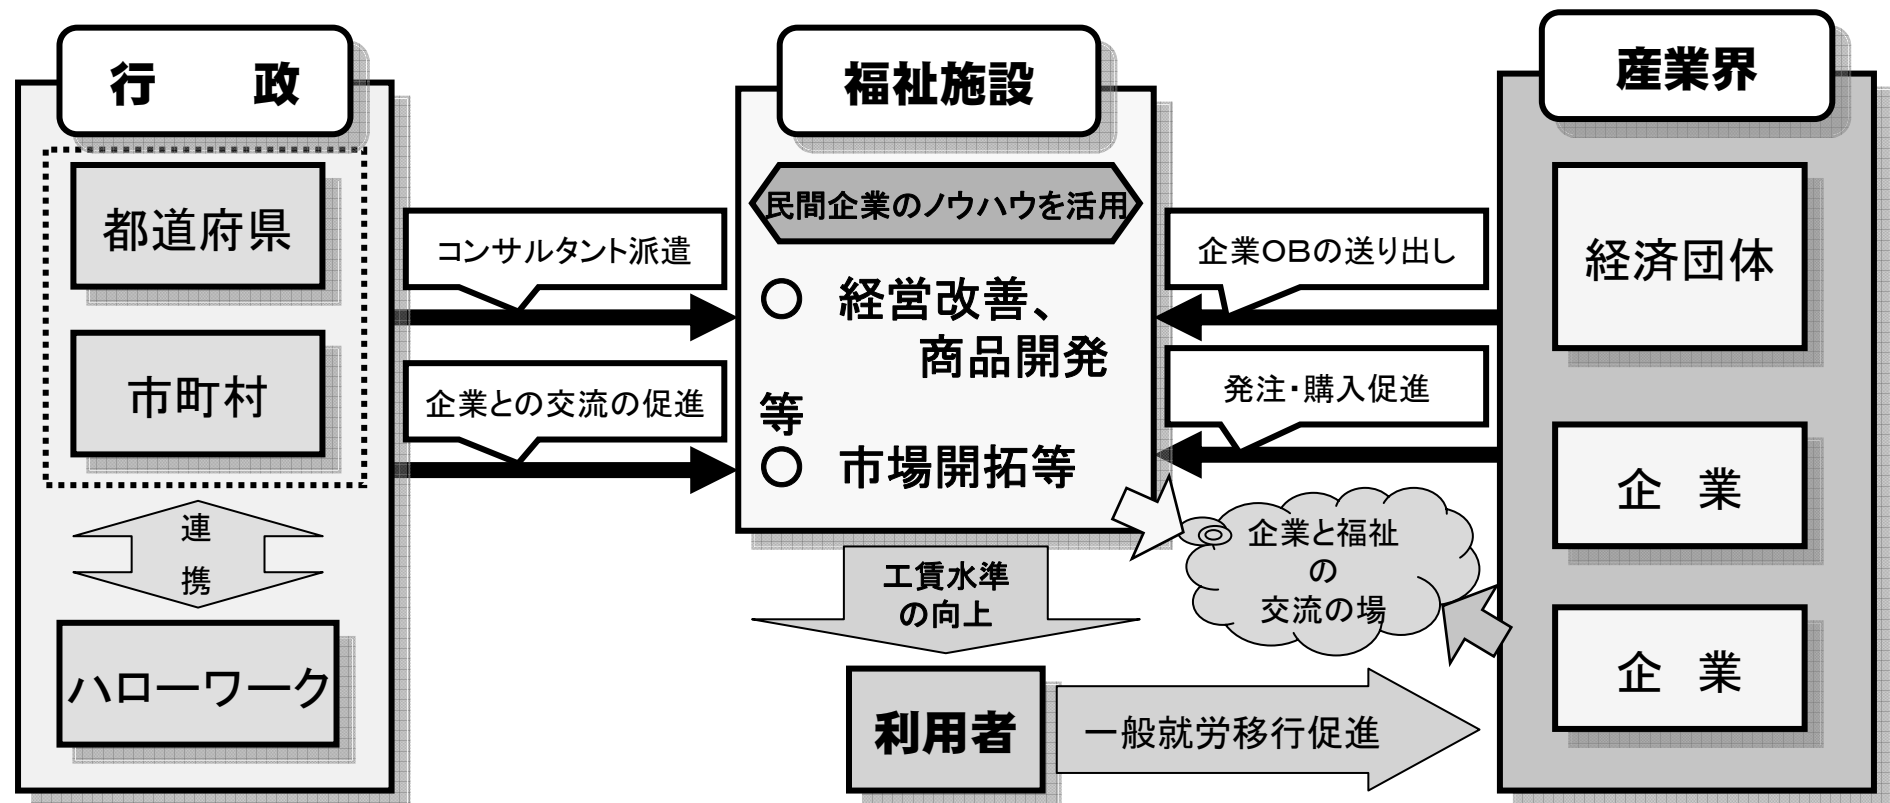 行　政
都道府県
市町村
連
携
ハローワーク
コンサルタント派遣
企業との交流の促進
福祉施設
民間企業のノウハウを活用
○　経営改善、
商品開発
等
○　市場開拓等
工賃水準
の向上
利用者
一般就労移行促進
企業OBの送り出し
発注・購入促進
企業と福祉
の
交流の場
産業界
経済団体
企　業
企　業